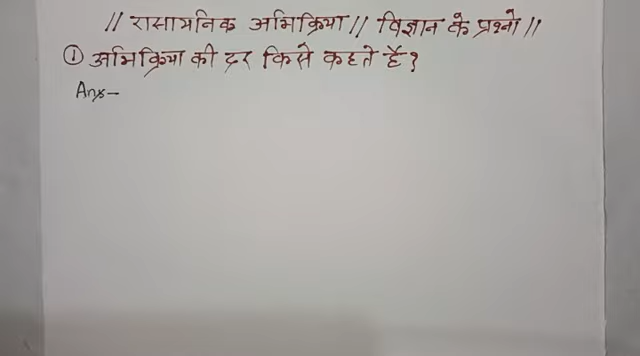 // रासायनिक अभिक्रिया // विज्ञान के प्रश्नो //
① अभिक्रिया की दर किसे कहते है ?
Ans-